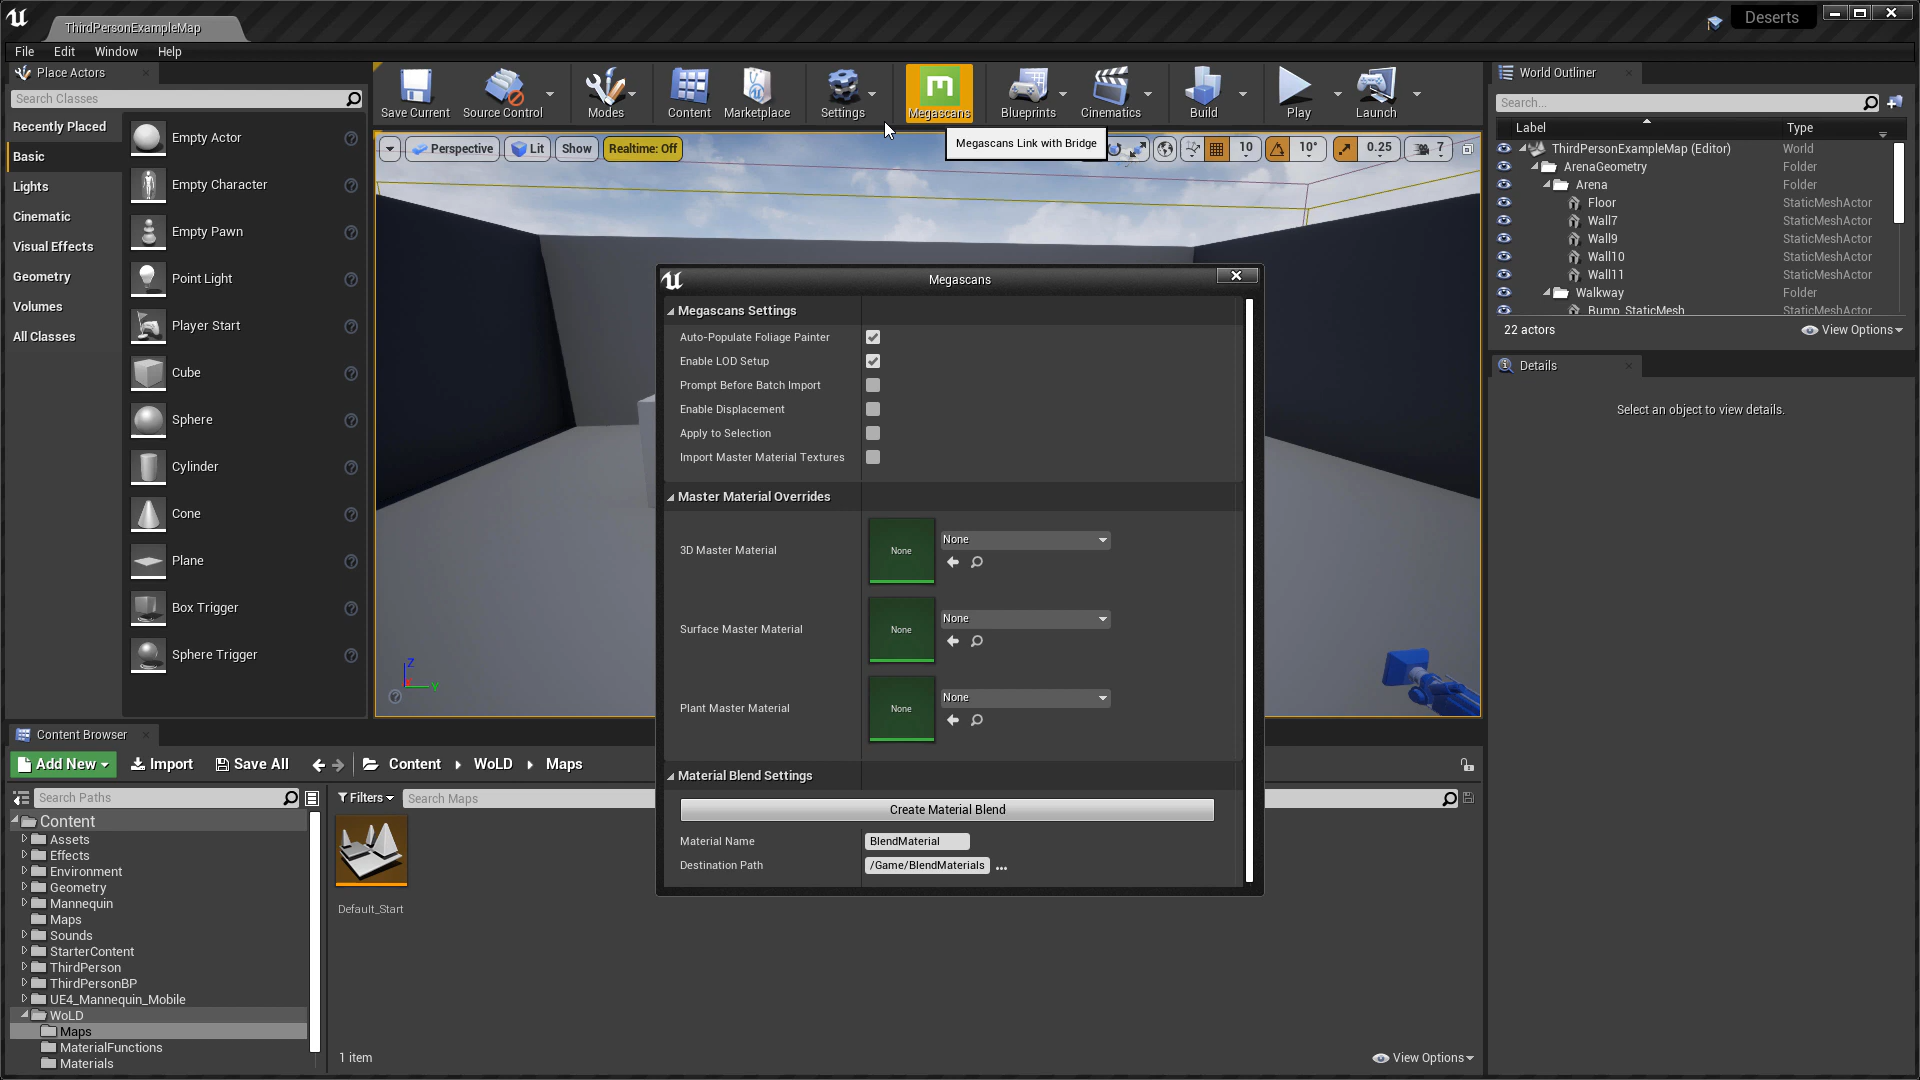 ThirdPersonExampleMap
Deserts
File Edit Window Help
Place Actors
Search Classes
Recently Placed
Basic
Lights
Cinematic
Visual Effects
Geometry
Volumes
All Classes
Empty Actor
Empty Character
Empty Pawn
Point Light
Player Start
Cube
Sphere
Cylinder
Cone
Plane
Box Trigger
Sphere Trigger
Save Current
Source Control
Modes
Content
Marketplace
Settings
Megascans
Blueprints
Cinematics
Build
Play
Launch
Megascans Link with Bridge
Perspective Lit Show Realtime: Off
10 10° 0.25 7
Z
Y
Megascans
Megascans Settings
Auto-Populate Foliage Painter
Enable LOD Setup
Prompt Before Batch Import
Enable Displacement
Apply to Selection
Import Master Material Textures
Master Material Overrides
3D Master Material None None
Surface Master Material None None
Plant Master Material None None
Material Blend Settings
Create Material Blend
Material Name BlendMaterial
Destination Path /Game/BlendMaterials ...
World Outliner
Search...
Label Type
ThirdPersonExampleMap (Editor) World
ArenaGeometry Folder
Arena Folder
Floor StaticMeshActor
Wall7 StaticMeshActor
Wall9 StaticMeshActor
Wall10 StaticMeshActor
Wall11 StaticMeshActor
Walkway Folder
Bump_StaticMesh StaticMeshActor
22 actors View Options
Details
Select an object to view details.
Content Browser
Add New Import Save All Content WoLD Maps
Search Paths
Filters Search Maps
Content
Assets
Effects
Environment
Geometry
Mannequin
Maps
Sounds
StarterContent
ThirdPerson
ThirdPersonBP
UE4_Mannequin_Mobile
WoLD
Maps
MaterialFunctions
Materials
Default_Start
1 item View Options